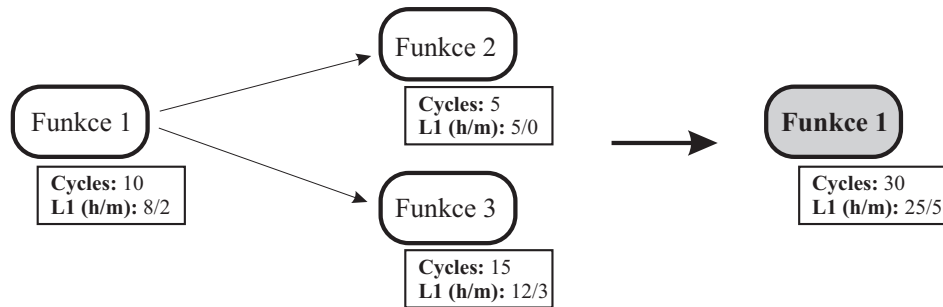 Funkce 1
Cycles: 10
L1 (h/m): 8/2
Funkce 2
Cycles: 5
L1 (h/m): 5/0
Funkce 3
Cycles: 15
L1 (h/m): 12/3
Funkce 1
Cycles: 30
L1 (h/m): 25/5